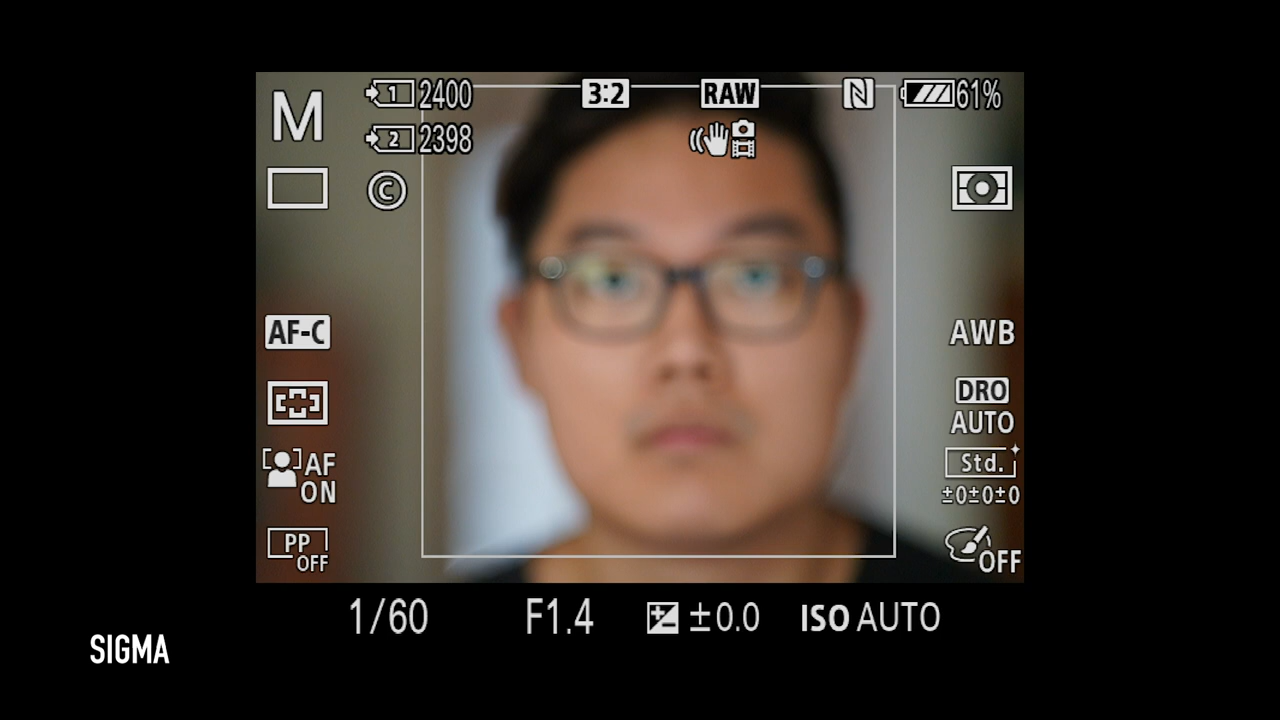 M 1 2400 3:2 RAW N 61%
2 2398
C
AF-C AWB
DRO
AUTO
AF Std.
ON ±0±0±0
PP OFF OFF
1/60 F1.4 ±0.0 ISO AUTO
SIGMA